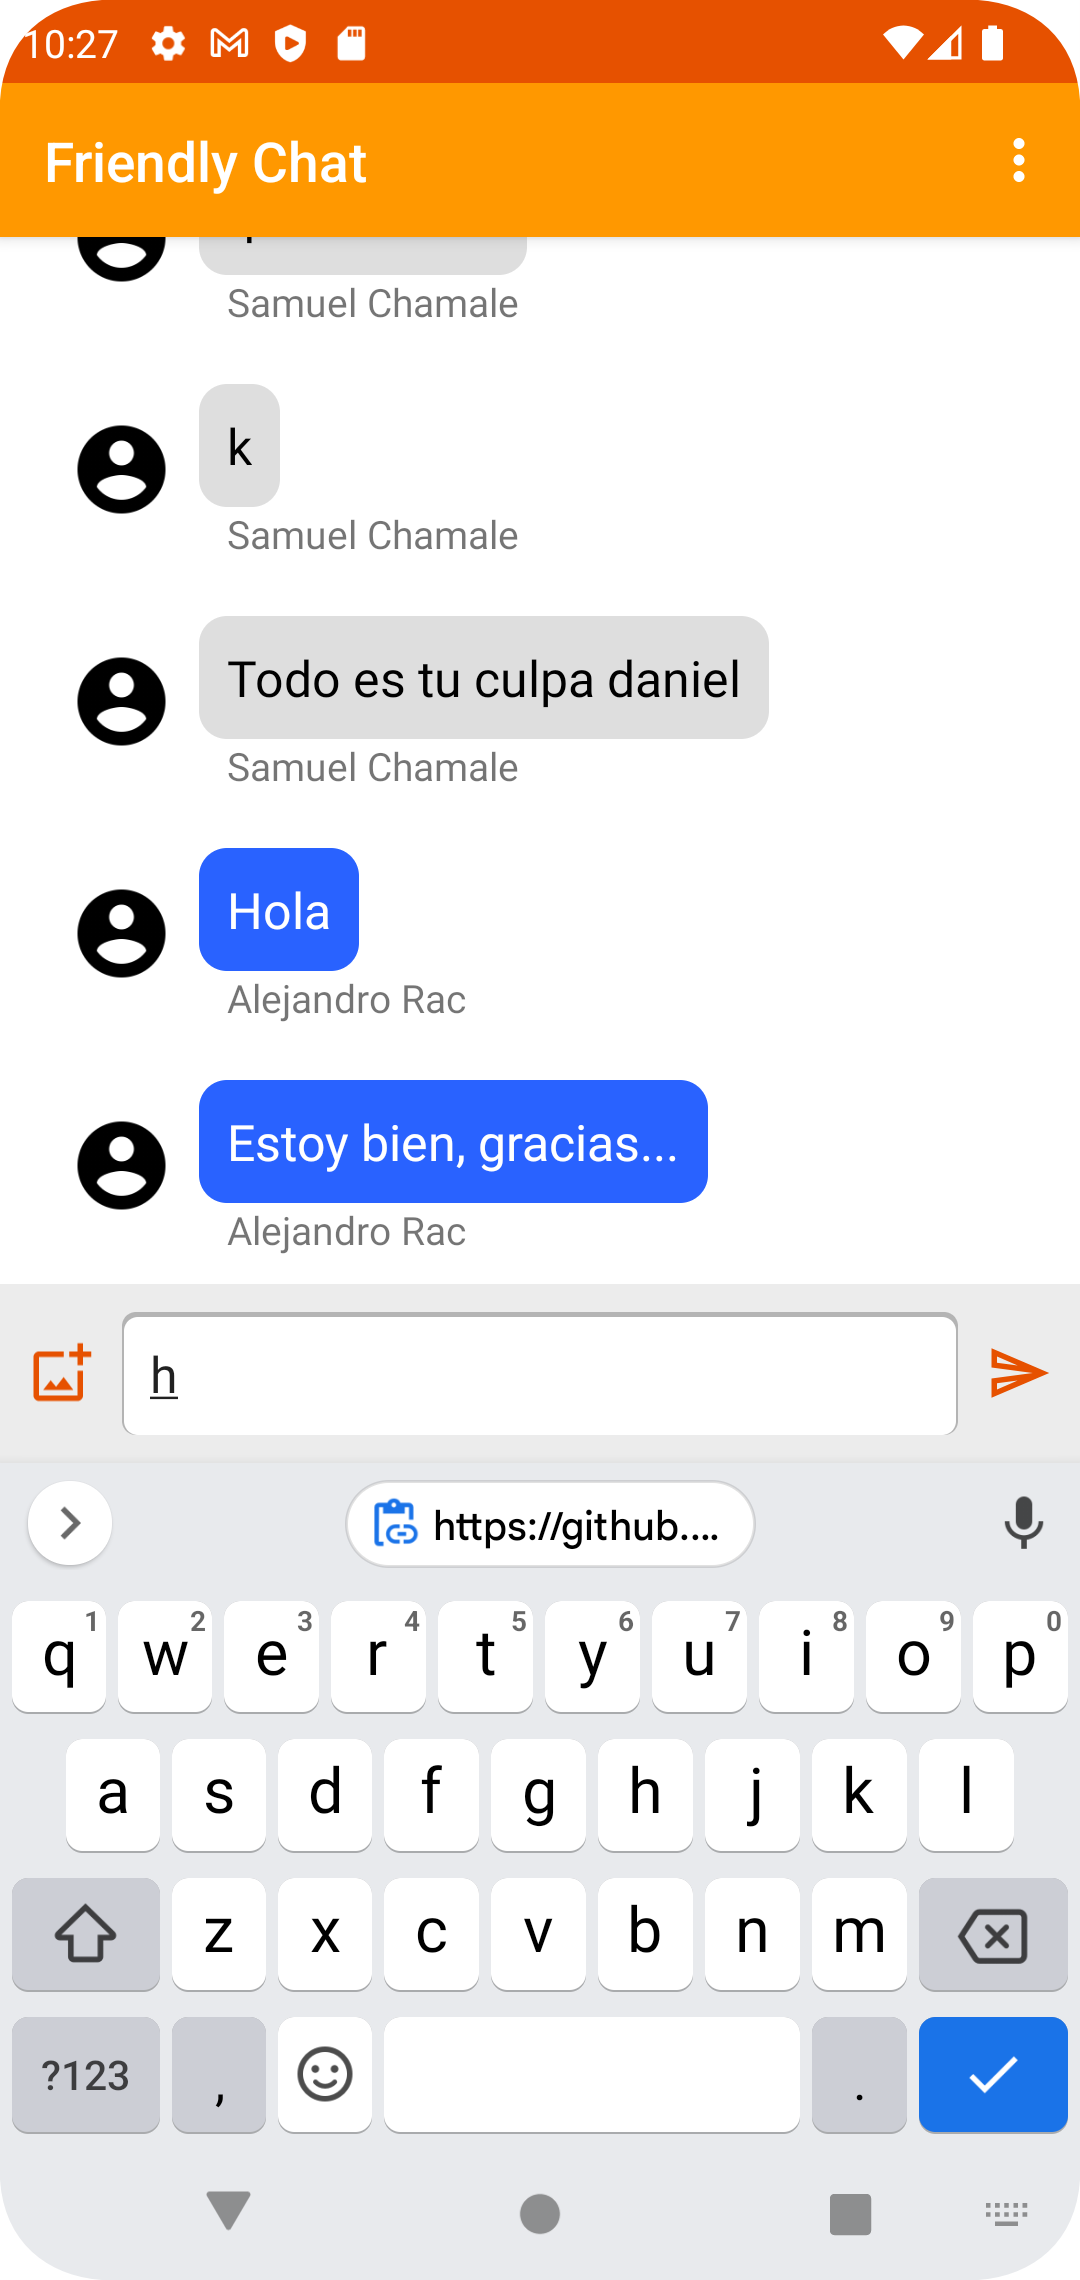 10:27
Friendly Chat
Samuel Chamale
k
Samuel Chamale
Todo es tu culpa daniel
Samuel Chamale
Hola
Alejandro Rac
Estoy bien, gracias...
Alejandro Rac
h
https://github....
1 2 3 4 5 6 7 8 9 0
q w e r t y u i o p
a s d f g h j k l
z x c v b n m
?123 , .